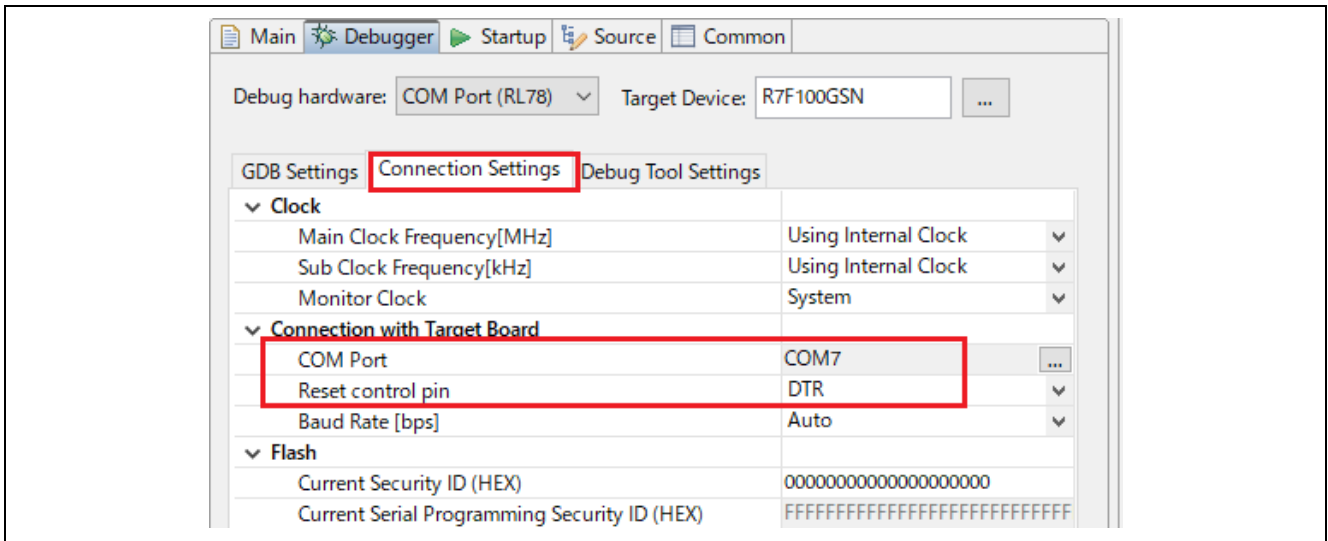 Main Debugger Startup Source Common
Debug hardware: COM Port (RL78) Target Device: R7F100GSN ...
GDB Settings Connection Settings Debug Tool Settings
Clock
Main Clock Frequency[MHz] Using Internal Clock
Sub Clock Frequency[kHz] Using Internal Clock
Monitor Clock System
Connection with Target Board
COM Port COM7 ...
Reset control pin DTR
Baud Rate [bps] Auto
Flash
Current Security ID (HEX) 00000000000000000000
Current Serial Programming Security ID (HEX)